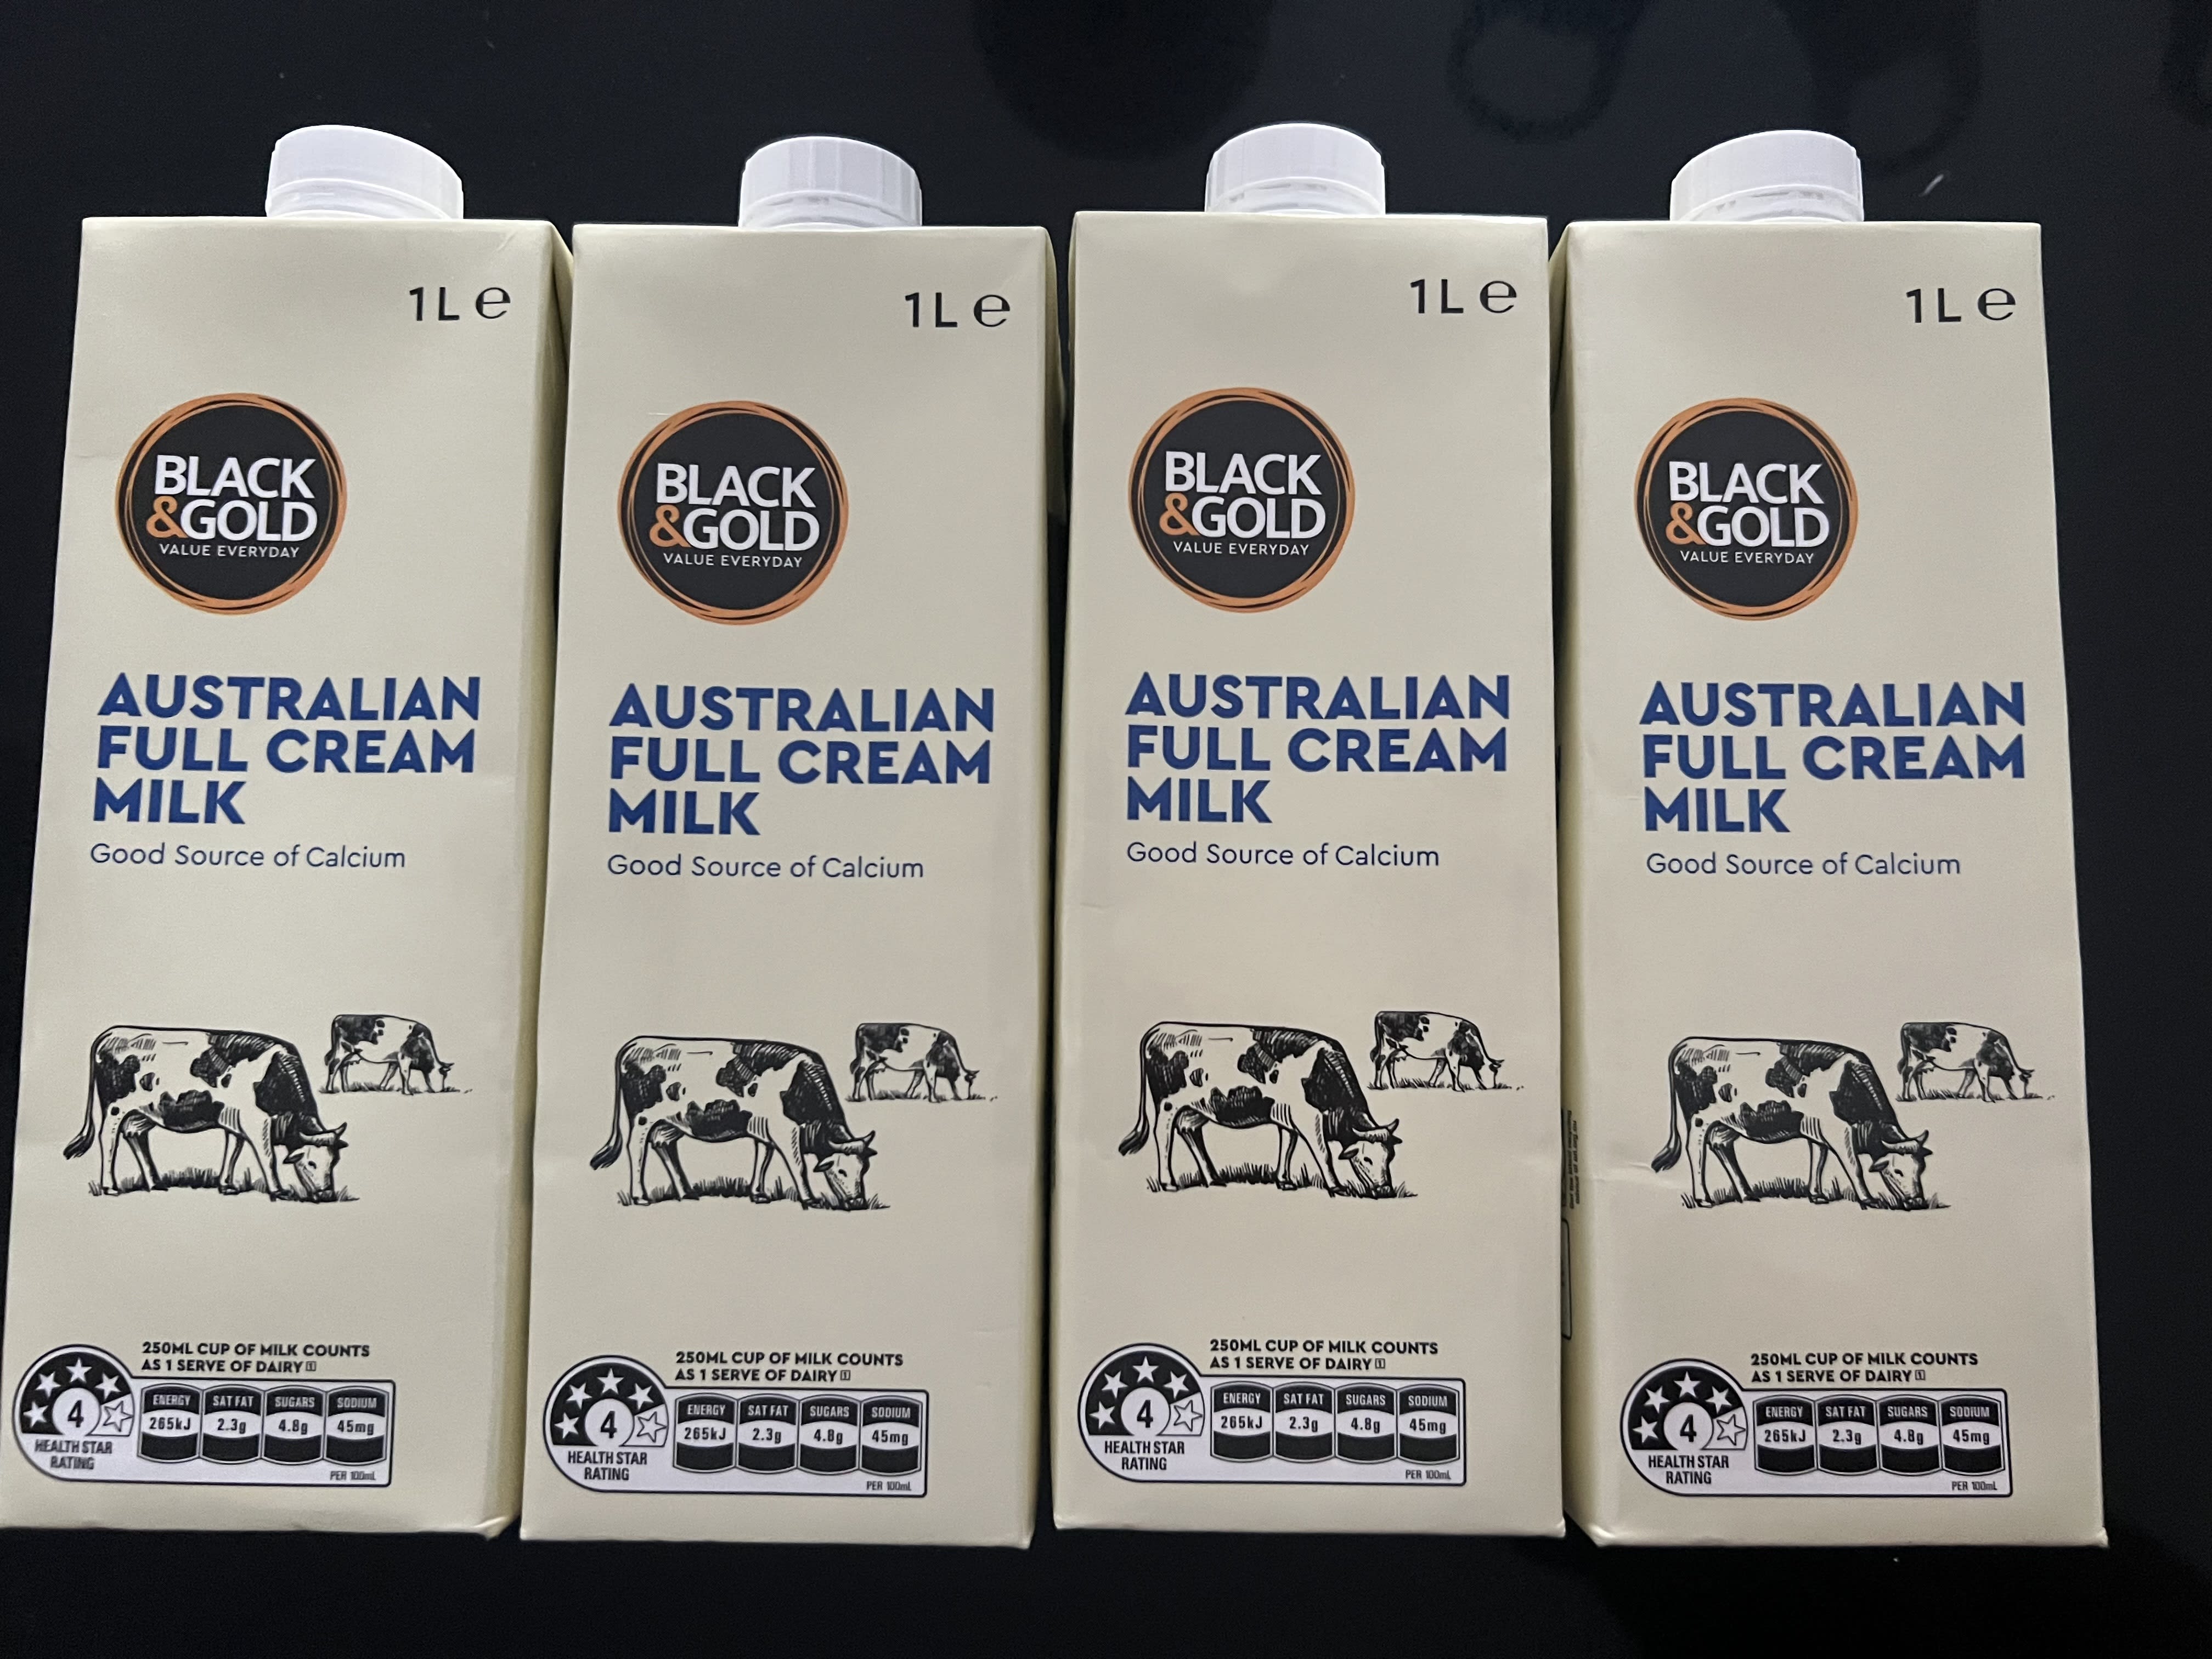 1L ℮
BLACK
&GOLD
VALUE EVERYDAY
AUSTRALIAN
FULL CREAM
MILK
Good Source of Calcium
250ML CUP OF MILK COUNTS
AS 1 SERVE OF DAIRY
4
HEALTH STAR
RATING
ENERGY SAT FAT SUGARS SODIUM
265kJ 2.3g 4.8g 45mg
PER 100mL
1L ℮
BLACK
&GOLD
VALUE EVERYDAY
AUSTRALIAN
FULL CREAM
MILK
Good Source of Calcium
250ML CUP OF MILK COUNTS
AS 1 SERVE OF DAIRY
4
HEALTH STAR
RATING
ENERGY SAT FAT SUGARS SODIUM
265kJ 2.3g 4.8g 45mg
PER 100mL
1L ℮
BLACK
&GOLD
VALUE EVERYDAY
AUSTRALIAN
FULL CREAM
MILK
Good Source of Calcium
250ML CUP OF MILK COUNTS
AS 1 SERVE OF DAIRY
4
HEALTH STAR
RATING
ENERGY SAT FAT SUGARS SODIUM
265kJ 2.3g 4.8g 45mg
PER 100mL
1L ℮
BLACK
&GOLD
VALUE EVERYDAY
AUSTRALIAN
FULL CREAM
MILK
Good Source of Calcium
250ML CUP OF MILK COUNTS
AS 1 SERVE OF DAIRY
4
HEALTH STAR
RATING
ENERGY SAT FAT SUGARS SODIUM
265kJ 2.3g 4.8g 45mg
PER 100mL